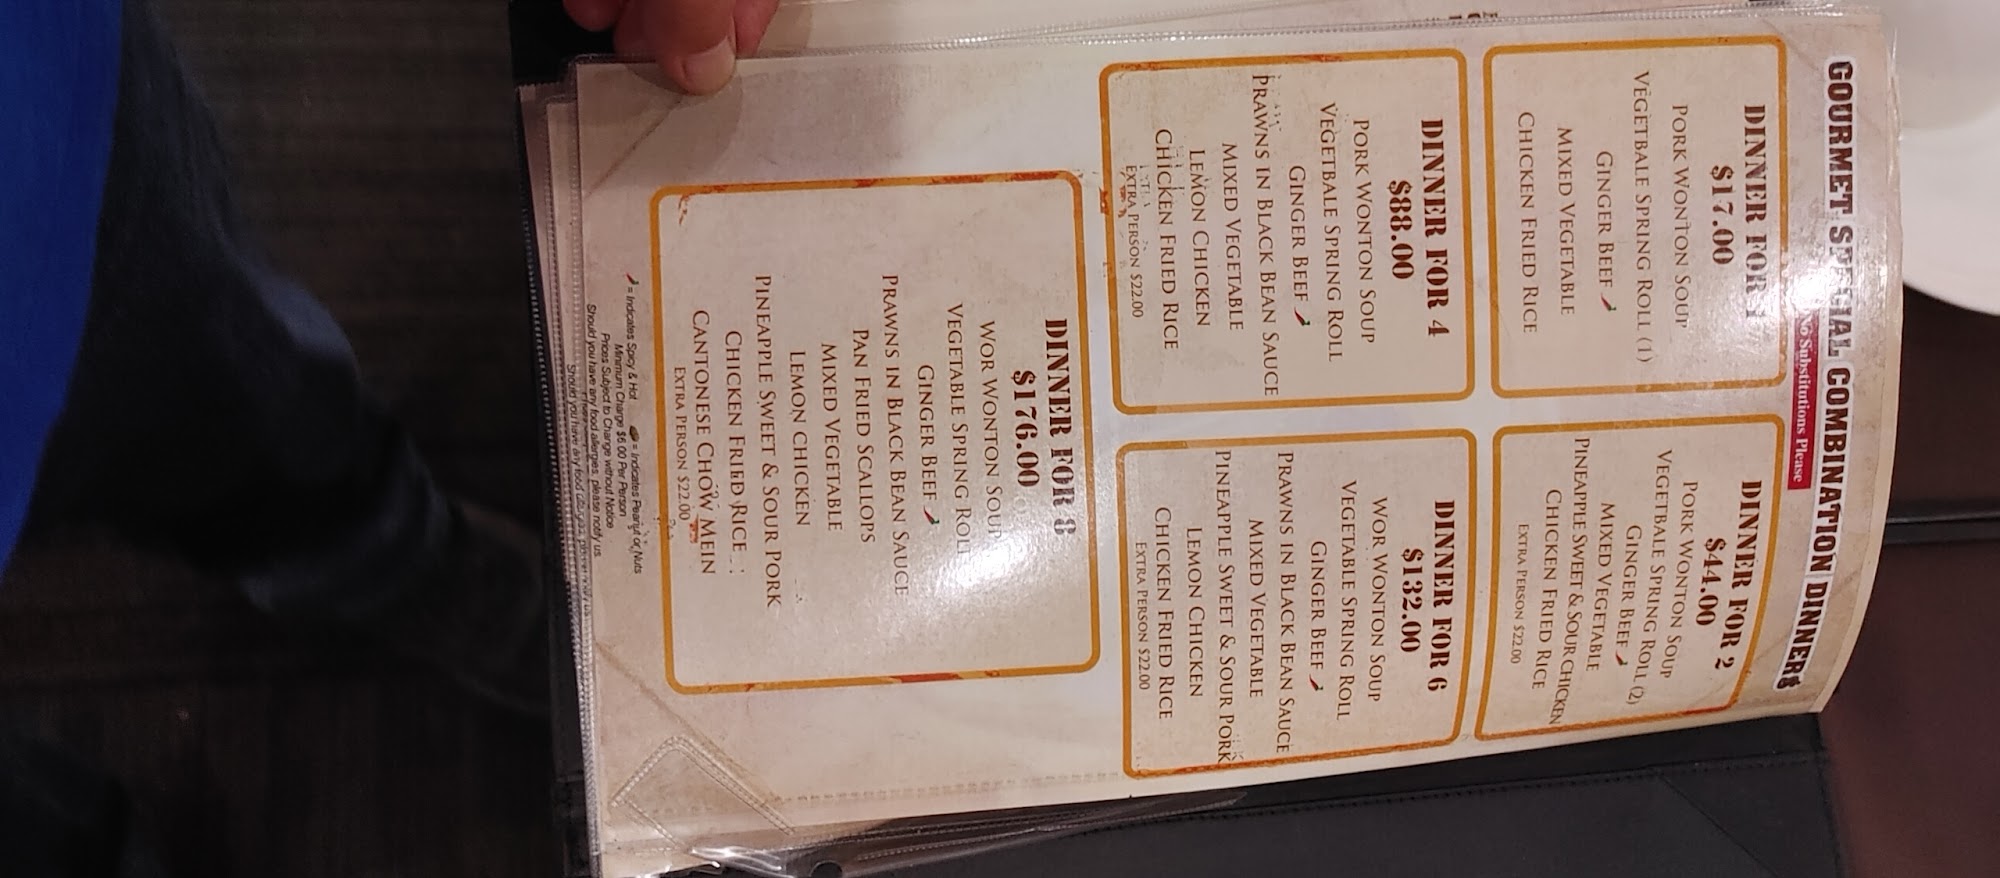 GOURMET SPECIAL COMBINATION DINNERS
No Substitutions Please
DINNER FOR 1
$17.00
PORK WONTON SOUP
VEGETBALE SPRING ROLL (1)
GINGER BEEF
MIXED VEGETABLE
CHICKEN FRIED RICE
DINNER FOR 2
$44.00
PORK WONTON SOUP
VEGETBALE SPRING ROLL (2)
GINGER BEEF
MIXED VEGETABLE
PINEAPPLE SWEET & SOUR CHICKEN
CHICKEN FRIED RICE
EXTRA PERSON $22.00
DINNER FOR 4
$88.00
PORK WONTON SOUP
VEGETBALE SPRING ROLL
GINGER BEEF
PRAWNS IN BLACK BEAN SAUCE
MIXED VEGETABLE
LEMON CHICKEN
CHICKEN FRIED RICE
EXTRA PERSON $22.00
DINNER FOR 6
$132.00
WOR WONTON SOUP
VEGETABLE SPRING ROLL
GINGER BEEF
PRAWNS IN BLACK BEAN SAUCE
MIXED VEGETABLE
PINEAPPLE SWEET & SOUR PORK
LEMON CHICKEN
CHICKEN FRIED RICE
EXTRA PERSON $22.00
DINNER FOR 8
$176.00
WOR WONTON SOUP
VEGETABLE SPRING ROLL
GINGER BEEF
PRAWNS IN BLACK BEAN SAUCE
PAN FRIED SCALLOPS
MIXED VEGETABLE
LEMON CHICKEN
PINEAPPLE SWEET & SOUR PORK
CHICKEN FRIED RICE
CANTONESE CHOW MEIN
EXTRA PERSON $22.00
= Indicates Spicy & Hot = Indicates Peanut or Nuts
Minimum Charge $6.00 Per Person
Prices Subject to Change without Notice
Should you have any food allergies, please notify us.
Should you have any food